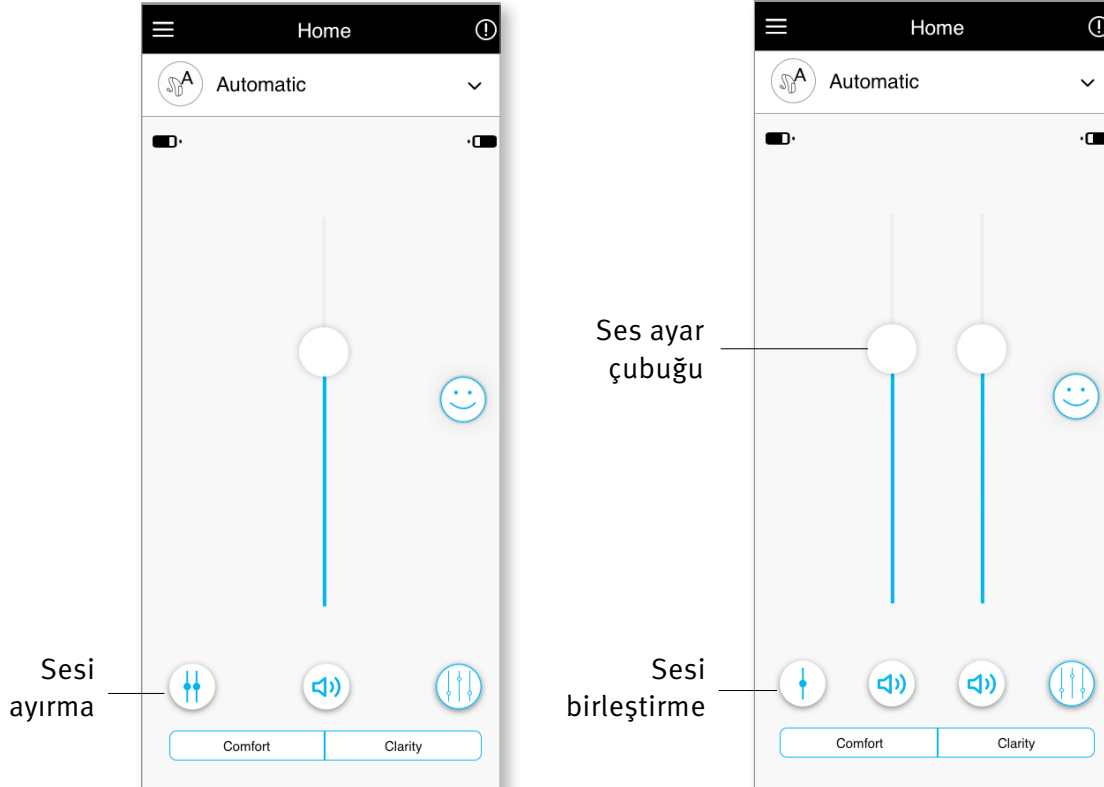 Home
Automatic
Sesi
ayırma
Comfort
Clarity
Home
Automatic
Ses ayar
çubuğu
Sesi
birleştirme
Comfort
Clarity